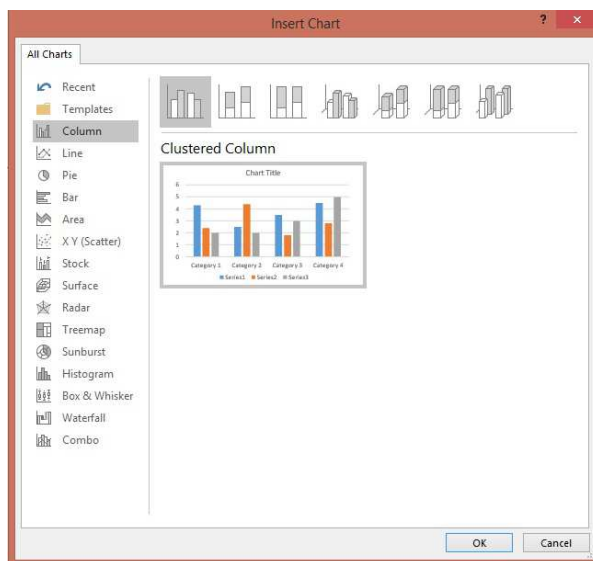 Insert Chart
?
All Charts
Recent
Templates
Column
Line
Pie
Bar
Area
X Y (Scatter)
Stock
Surface
Radar
Treemap
Sunburst
Histogram
Box & Whisker
Waterfall
Combo
Clustered Column
Chart Title
6
5
4
3
2
1
0
Category 1 Category 2 Category 3 Category 4
Series1 Series2 Series3
OK Cancel